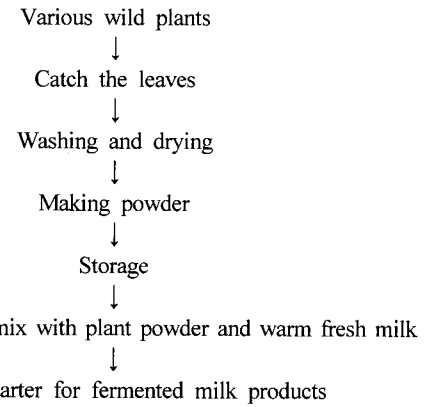 Various wild plants
↓
Catch the leaves
↓
Washing and drying
↓
Making powder
↓
Storage
↓
with plant powder and warm fresh milk
↓
for fermented milk products